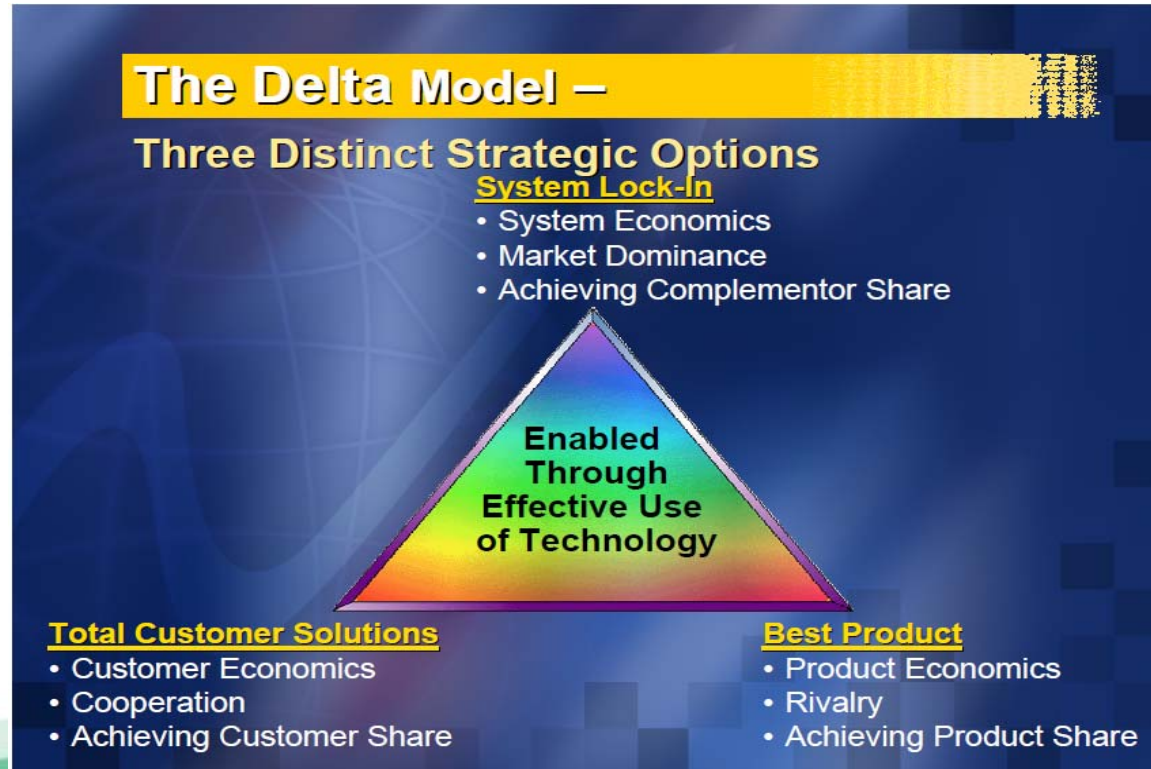 The Delta Model –
Three Distinct Strategic Options
System Lock-In
• System Economics
• Market Dominance
• Achieving Complementor Share
Enabled
Through
Effective Use
of Technology
Total Customer Solutions
• Customer Economics
• Cooperation
• Achieving Customer Share
Best Product
• Product Economics
• Rivalry
• Achieving Product Share